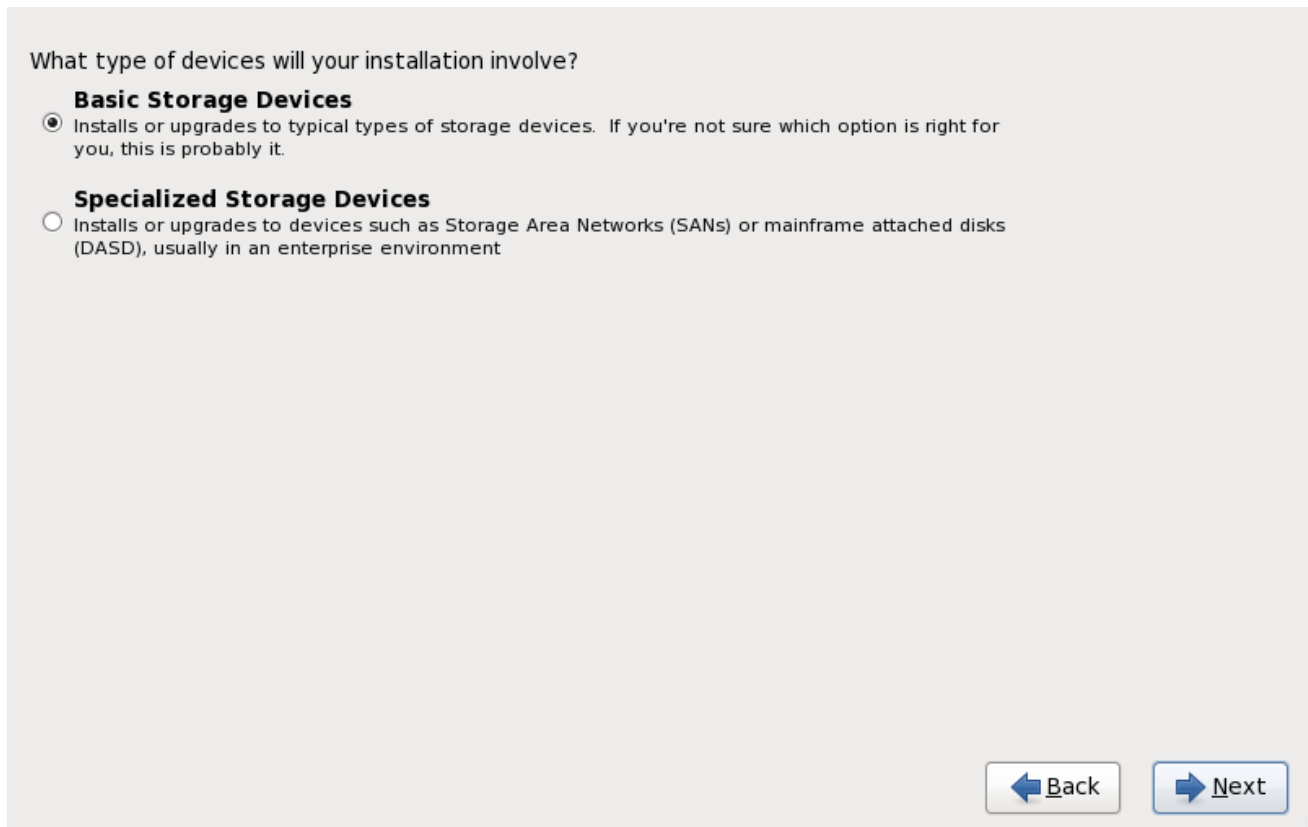 What type of devices will your installation involve?
Basic Storage Devices
Installs or upgrades to typical types of storage devices.  If you're not sure which option is right for
you, this is probably it.
Specialized Storage Devices
Installs or upgrades to devices such as Storage Area Networks (SANs) or mainframe attached disks
(DASD), usually in an enterprise environment
Back
Next